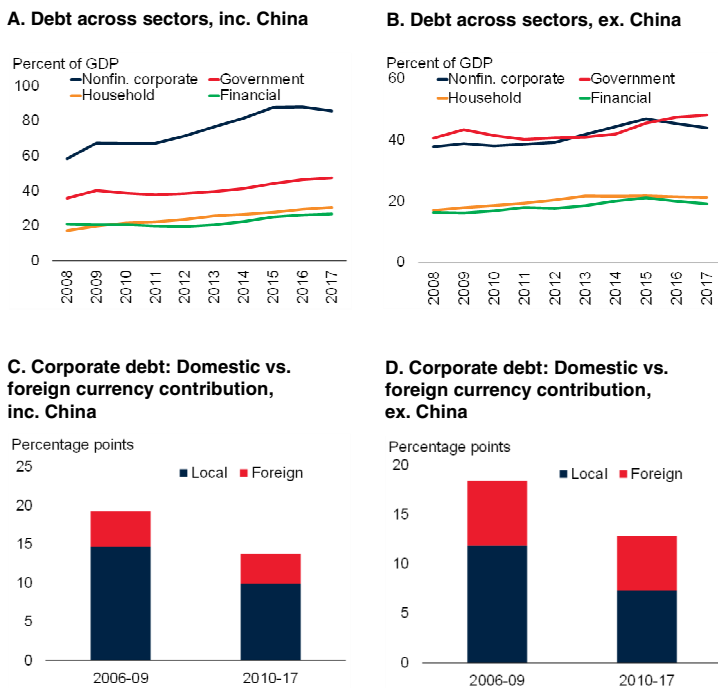 A. Debt across sectors, inc. China
Percent of GDP
Nonfin. corporate Government
Household Financial
100
80
60
40
20
0
2008 2009 2010 2011 2012 2013 2014 2015 2016 2017
B. Debt across sectors, ex. China
Percent of GDP
Nonfin. corporate Government
Household Financial
60
40
20
0
2008 2009 2010 2011 2012 2013 2014 2015 2016 2017
C. Corporate debt: Domestic vs.
foreign currency contribution,
inc. China
Percentage points
Local Foreign
25
20
15
10
5
0
2006-09 2010-17
D. Corporate debt: Domestic vs.
foreign currency contribution,
ex. China
Percentage points
Local Foreign
20
15
10
5
0
2006-09 2010-17